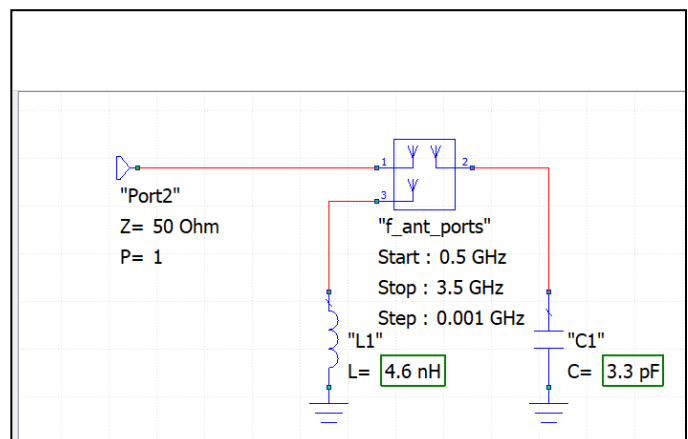 1
2
3
"Port2"
Z= 50 Ohm
P= 1
"f_ant_ports"
Start : 0.5 GHz
Stop : 3.5 GHz
Step : 0.001 GHz
"L1"
L= 4.6 nH
"C1"
C= 3.3 pF